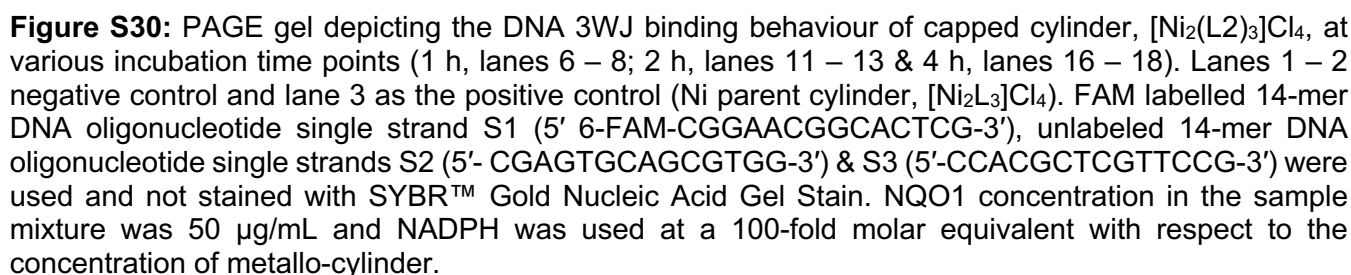 Figure S30: PAGE gel depicting the DNA 3WJ binding behaviour of capped cylinder, [Ni₂(L2)₃]Cl₄, at
various incubation time points (1 h, lanes 6 – 8; 2 h, lanes 11 – 13 & 4 h, lanes 16 – 18). Lanes 1 – 2
negative control and lane 3 as the positive control (Ni parent cylinder, [Ni₂L₃]Cl₄). FAM labelled 14-mer
DNA oligonucleotide single strand S1 (5′ 6-FAM-CGGAACGGCACTCG-3′), unlabeled 14-mer DNA
oligonucleotide single strands S2 (5′- CGAGTGCAGCGTGG-3′) & S3 (5′-CCACGCTCGTTCCG-3′) were
used and not stained with SYBR™ Gold Nucleic Acid Gel Stain. NQO1 concentration in the sample
mixture was 50 μg/mL and NADPH was used at a 100-fold molar equivalent with respect to the
concentration of metallo-cylinder.